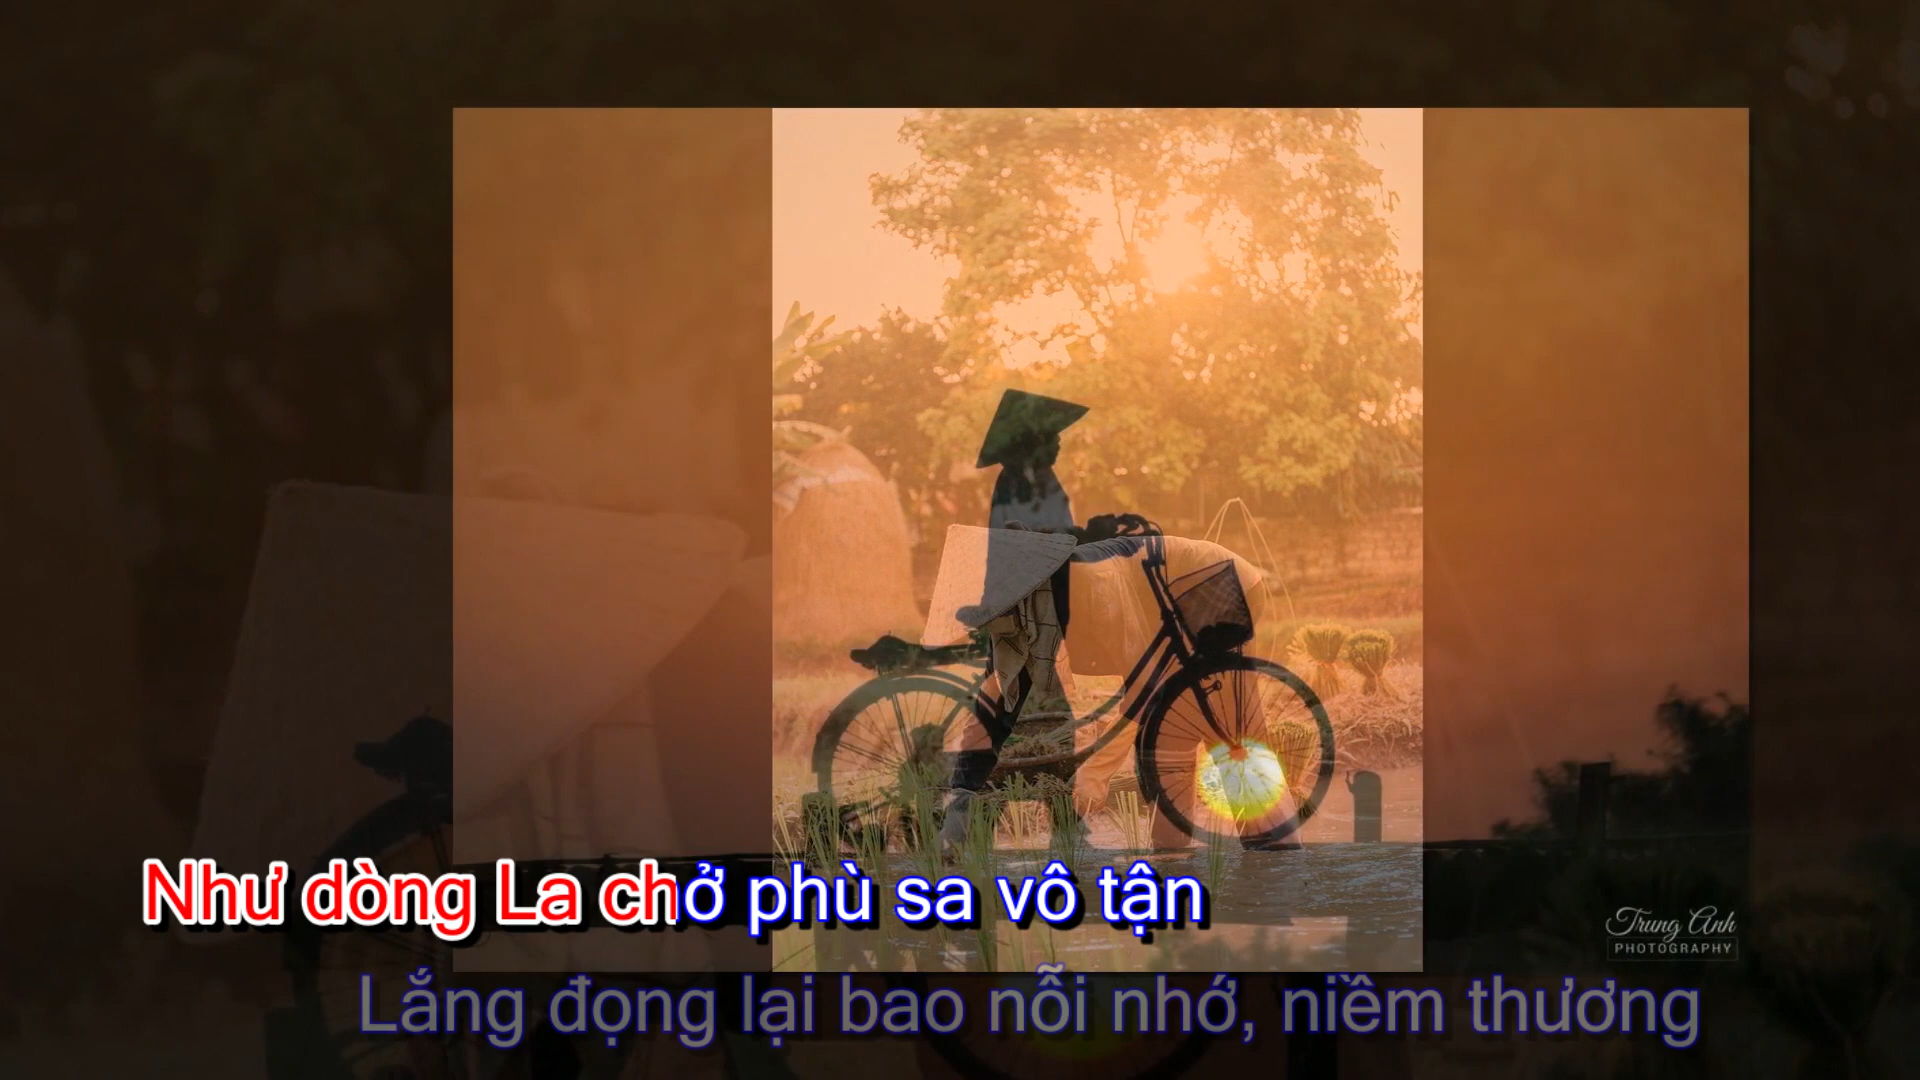 Như dòng La chở phù sa vô tận
Lắng đọng lại bao nỗi nhớ, niềm thương
Trung Anh
PHOTOGRAPHY